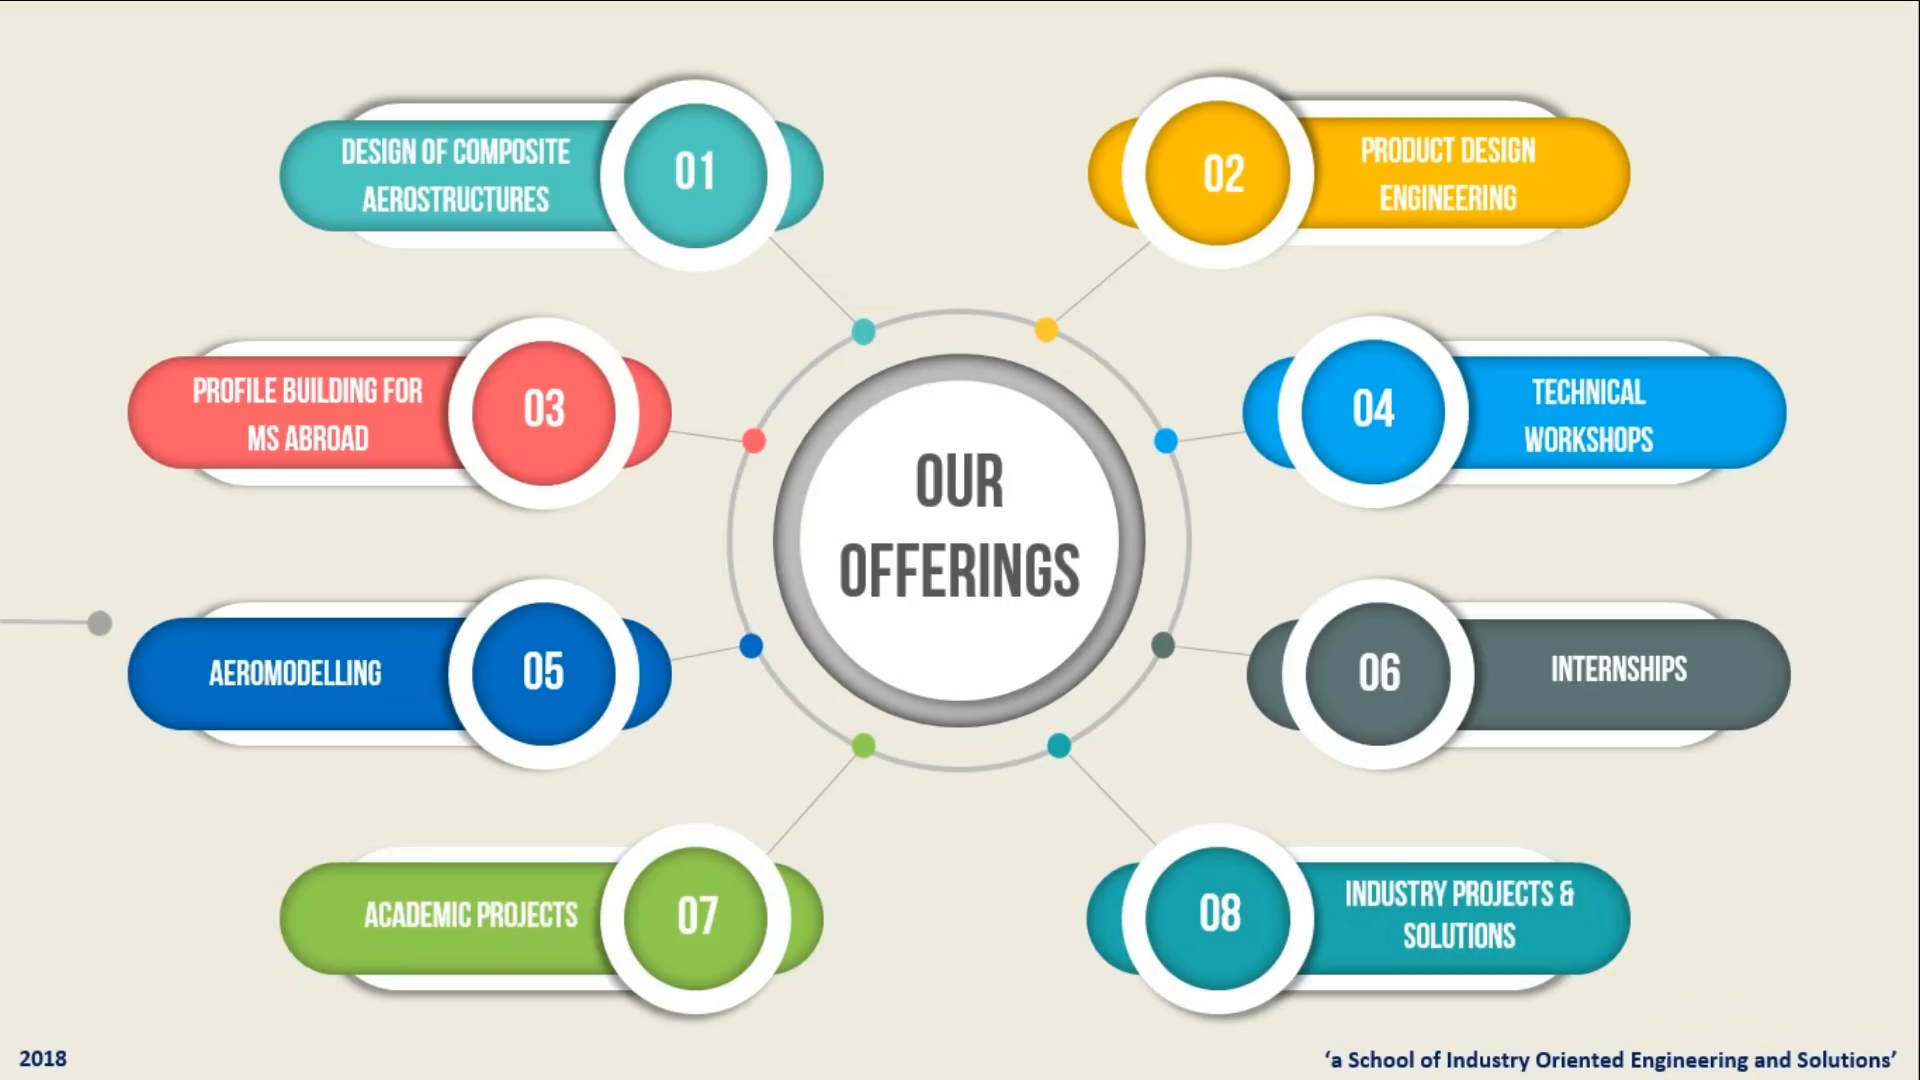 DESIGN OF COMPOSITE
AEROSTRUCTURES
01
02
PRODUCT DESIGN
ENGINEERING
PROFILE BUILDING FOR
MS ABROAD
03
04
TECHNICAL
WORKSHOPS
OUR
OFFERINGS
AEROMODELLING
05
06
INTERNSHIPS
ACADEMIC PROJECTS
07
08
INDUSTRY PROJECTS &
SOLUTIONS
2018
‘a School of Industry Oriented Engineering and Solutions’